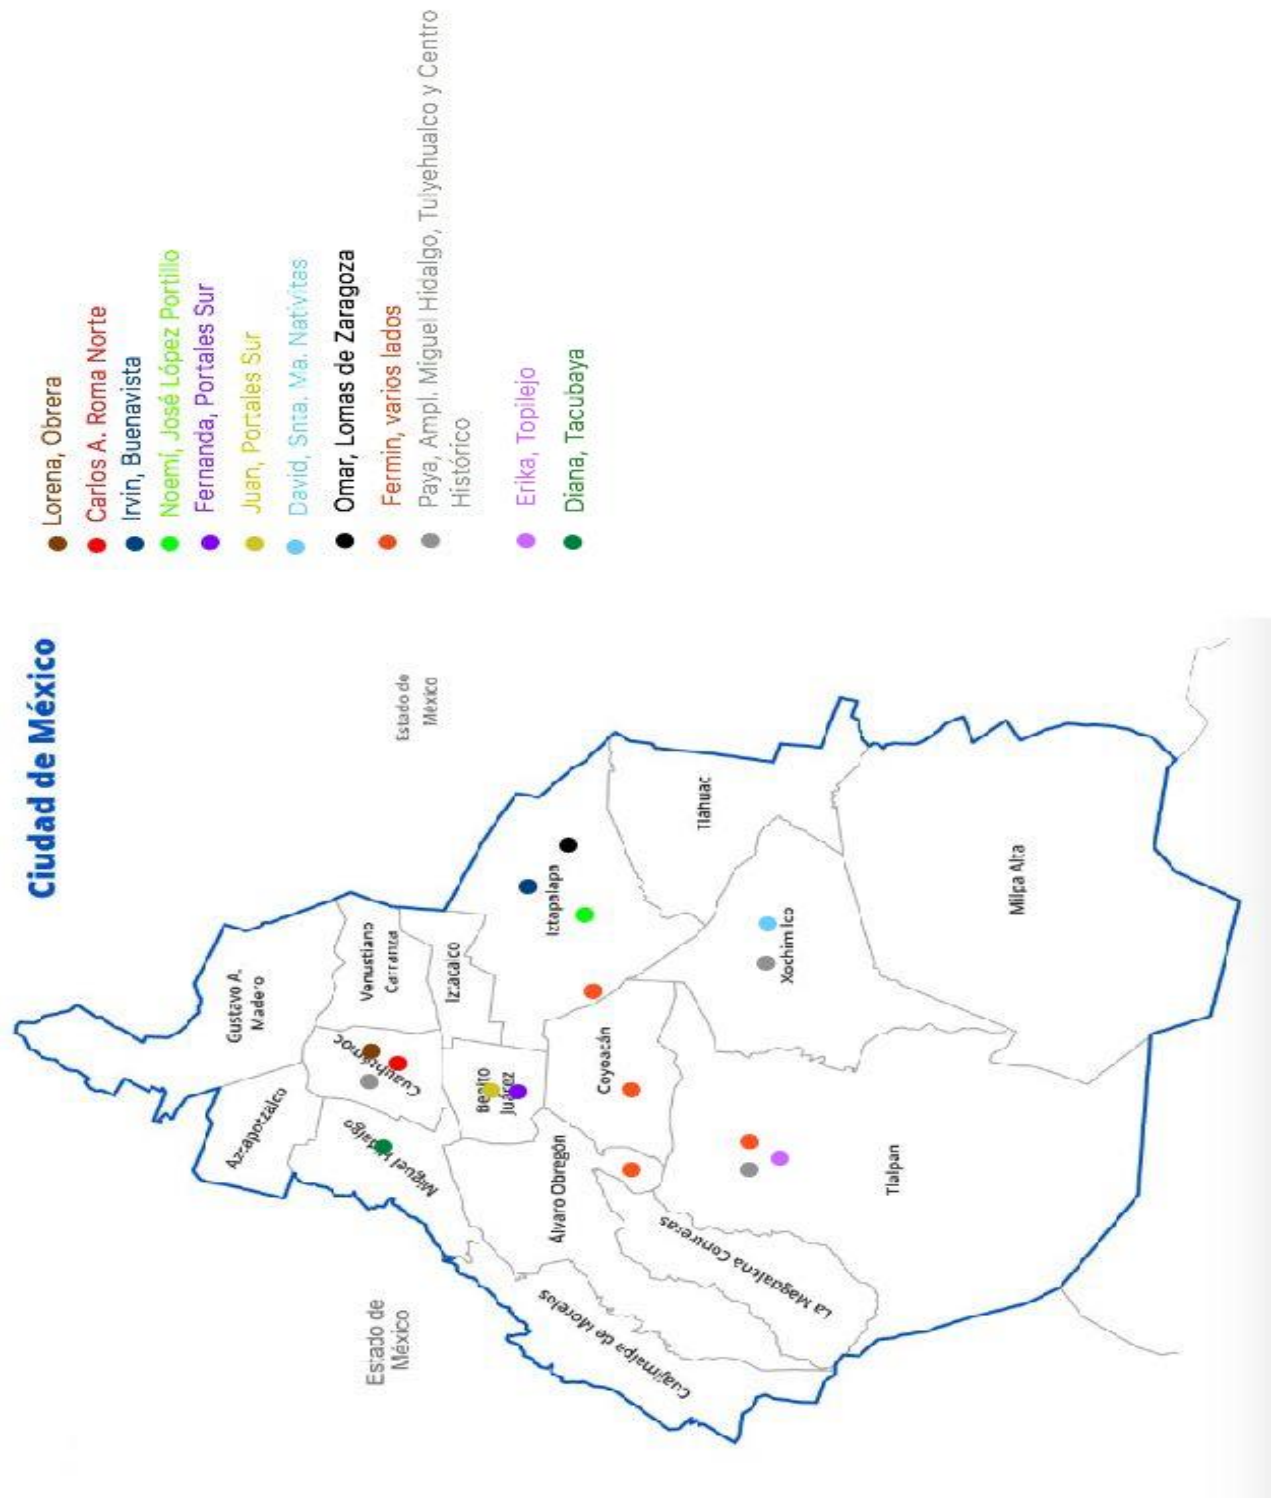 Ciudad de México
Estado de
México
Gustavo A.
Madero
Azcapotzalco
Venustiano
Carranza
Cuauhtémoc
Miguel Hidalgo
Iztacalco
Benito
Juárez
Iztapalapa
Estado de
México
Álvaro Obregón
Coyoacán
Cuajimalpa de Morelos
La Magdalena Contreras
Tláhuac
Xochimilco
Tlalpan
Milpa Alta
Lorena, Obrera
Carlos A. Roma Norte
Irvin, Buenavista
Noemí, José López Portillo
Fernanda, Portales Sur
Juan, Portales Sur
David, Snta. Ma. Nativitas
Omar, Lomas de Zaragoza
Fermin, varios lados
Paya, Ampl. Miguel Hidalgo, Tulyehualco y Centro
Histórico
Erika, Topilejo
Diana, Tacubaya